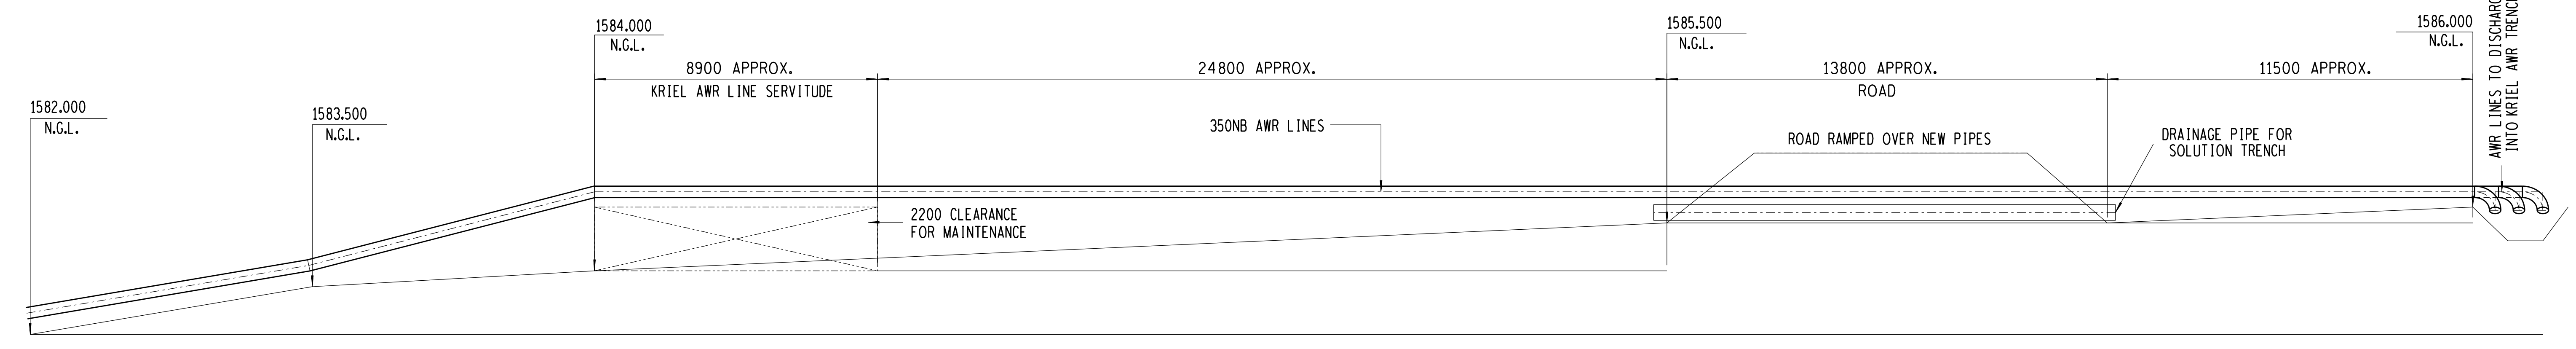 1582.000
N.G.L.
1583.500
N.G.L.
1584.000
N.G.L.
8900 APPROX.
KRIEL AWR LINE SERVITUDE
24800 APPROX.
1585.500
N.G.L.
13800 APPROX.
ROAD
11500 APPROX.
1586.000
N.G.L.
350NB AWR LINES
ROAD RAMPED OVER NEW PIPES
DRAINAGE PIPE FOR
SOLUTION TRENCH
2200 CLEARANCE
FOR MAINTENANCE
AWR LINES TO
INTO KRIEL AWR